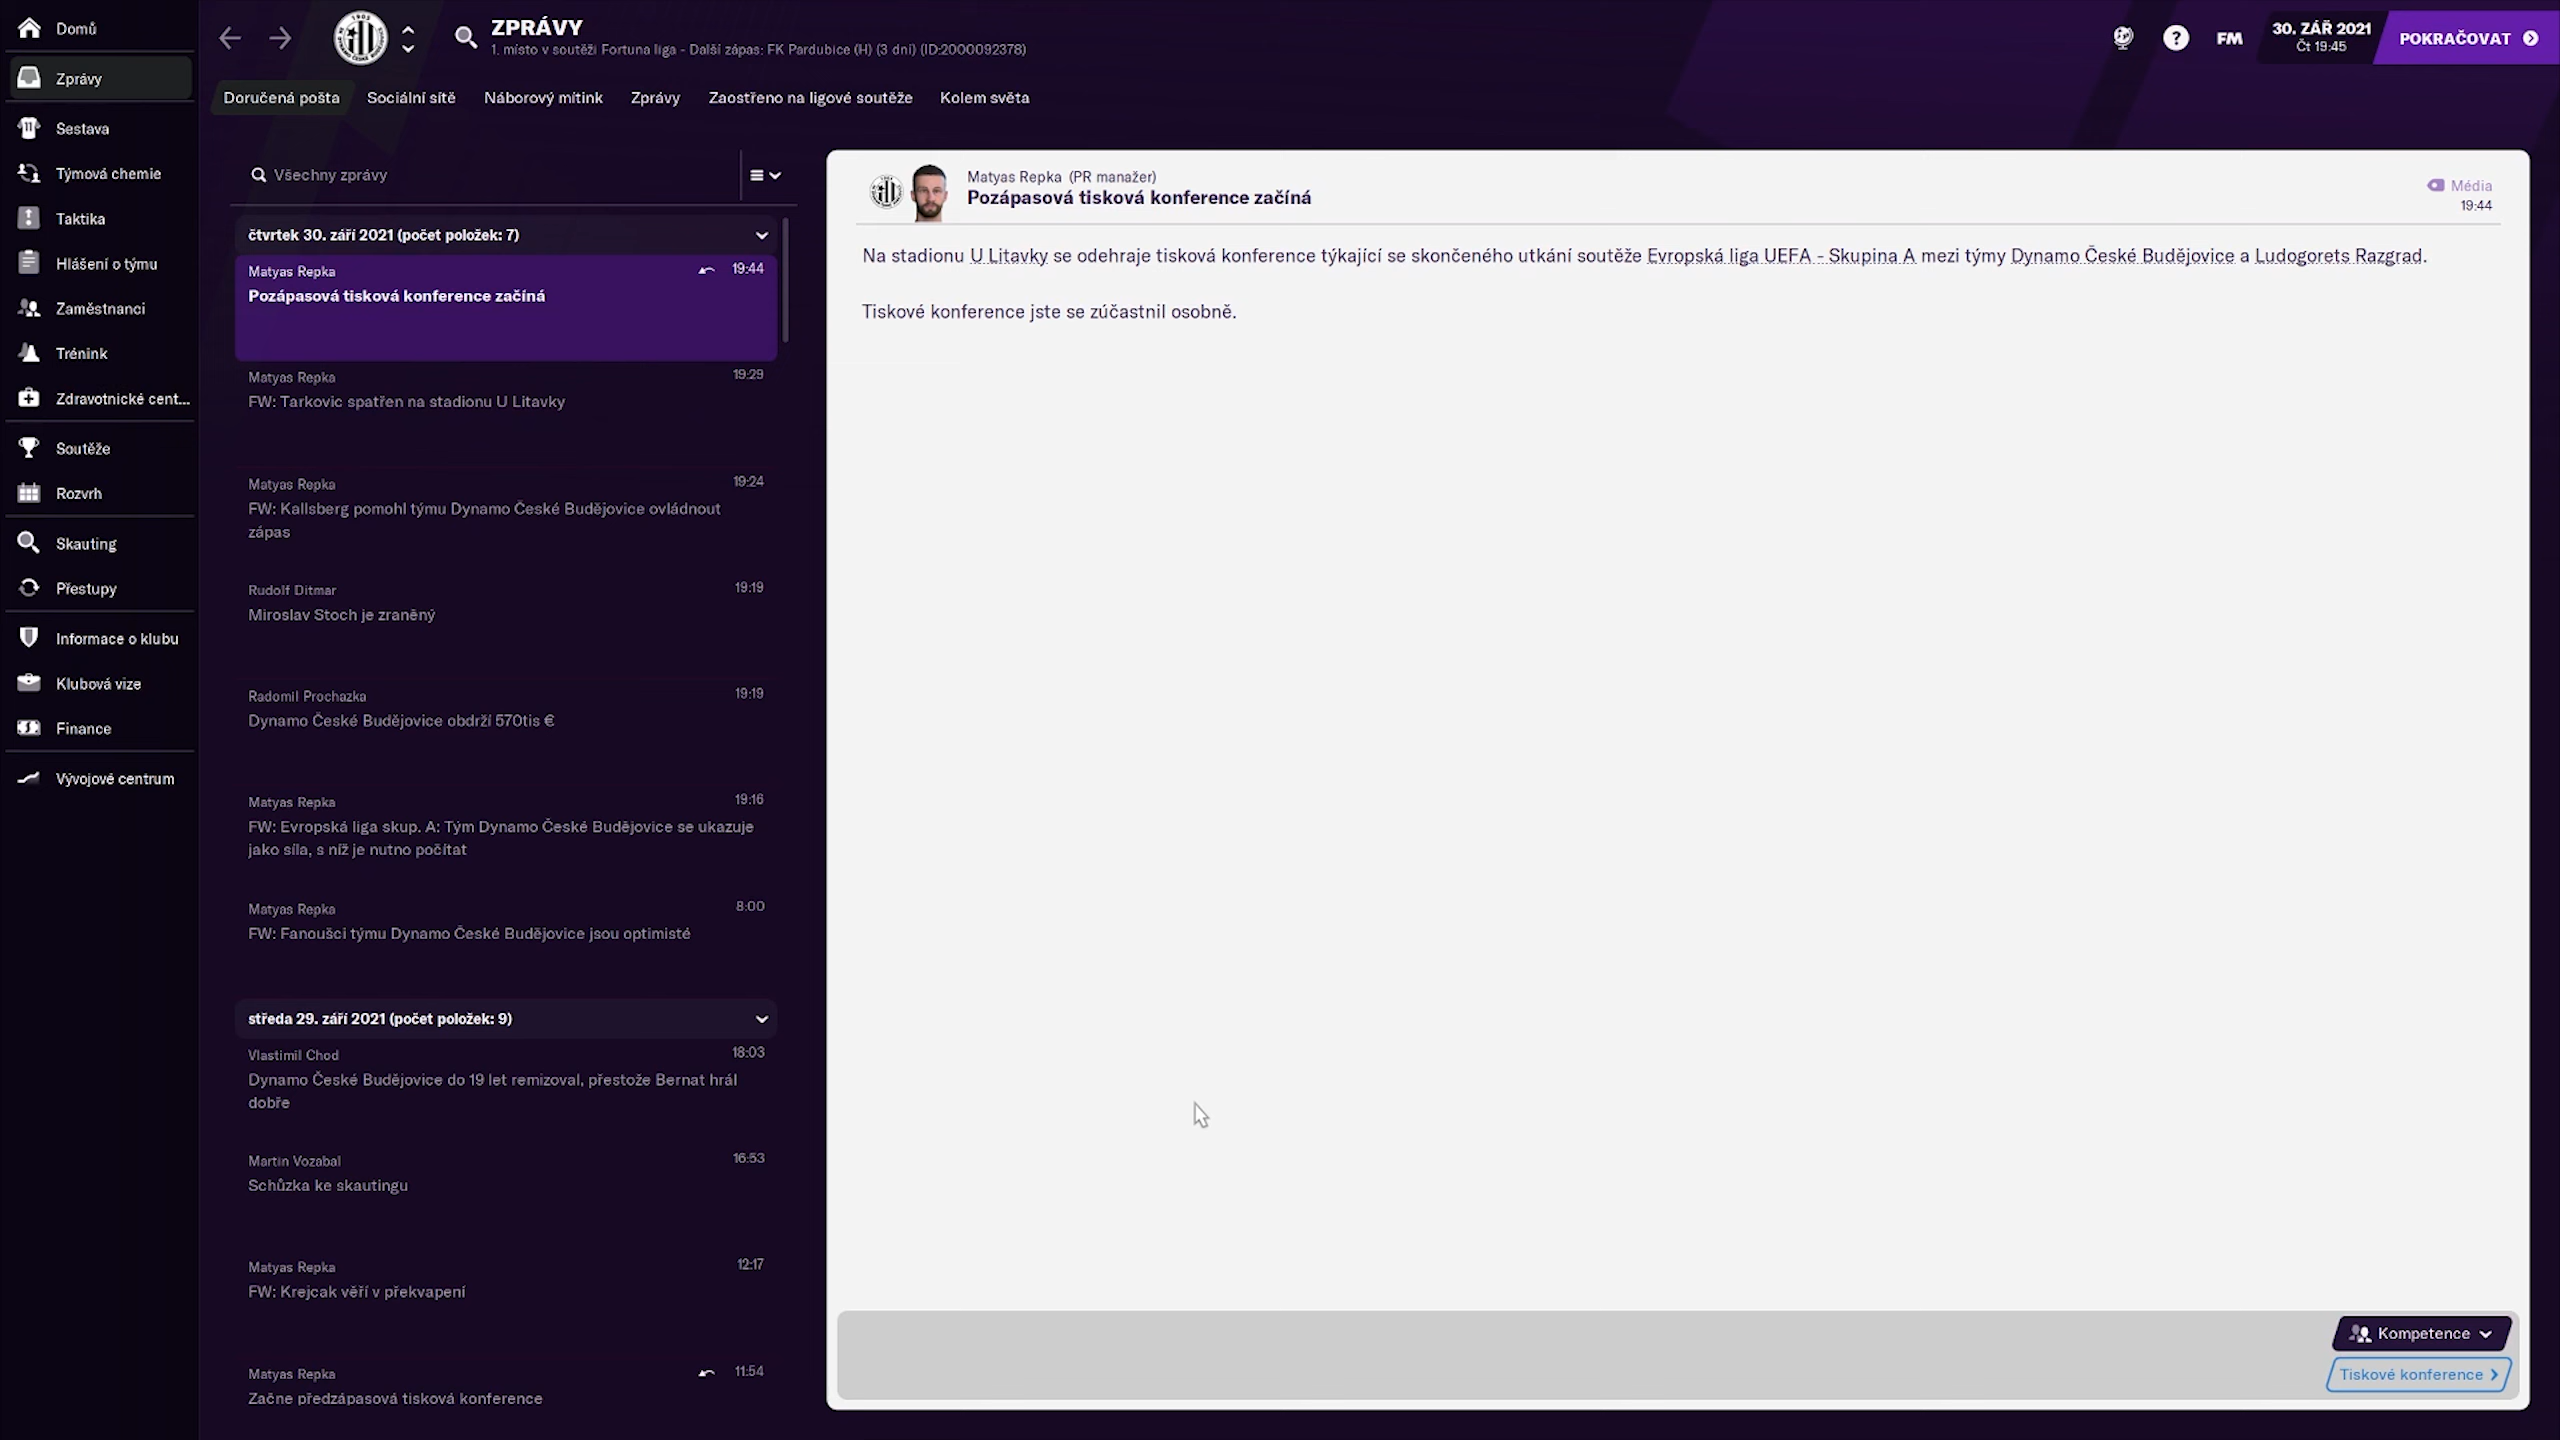 Domů
Zprávy
Sestava
Týmová chemie
Taktika
Hlášení o týmu
Zaměstnanci
Trénink
Zdravotnické cent...
Soutěže
Rozvrh
Skauting
Přestupy
Informace o klubu
Klubová vize
Finance
Vývojové centrum
ZPRÁVY
1. místo v soutěži Fortuna liga - Další zápas: FK Pardubice (H) (3 dní) (ID:2000092378)
FM
30. ZÁŘ 2021
Čt 19:45
POKRAČOVAT
Doručená pošta
Sociální sítě
Náborový mítink
Zprávy
Zaostřeno na ligové soutěže
Kolem světa
Všechny zprávy
čtvrtek 30. září 2021 (počet položek: 7)
Matyas Repka 19:44
Pozápasová tisková konference začíná
Matyas Repka 19:29
FW: Tarkovic spatřen na stadionu U Litavky
Matyas Repka 19:24
FW: Kallsberg pomohl týmu Dynamo České Budějovice ovládnout
zápas
Rudolf Ditmar 19:19
Miroslav Stoch je zraněný
Radomil Prochazka 19:19
Dynamo České Budějovice obdrží 570tis €
Matyas Repka 19:16
FW: Evropská liga skup. A: Tým Dynamo České Budějovice se ukazuje
jako síla, s níž je nutno počítat
Matyas Repka 8:00
FW: Fanoušci týmu Dynamo České Budějovice jsou optimisté
středa 29. září 2021 (počet položek: 9)
Vlastimil Chod 18:03
Dynamo České Budějovice do 19 let remizoval, přestože Bernat hrál
dobře
Martin Vozabal 16:53
Schůzka ke skautingu
Matyas Repka 12:17
FW: Krejcak věří v překvapení
Matyas Repka 11:54
Začne předzápasová tisková konference
Matyas Repka (PR manažer)
Pozápasová tisková konference začíná
Média
19:44
Na stadionu U Litavky se odehraje tisková konference týkající se skončeného utkání soutěže Evropská liga UEFA - Skupina A mezi týmy Dynamo České Budějovice a Ludogorets Razgrad.
Tiskové konference jste se zúčastnil osobně.
Kompetence
Tiskové konference